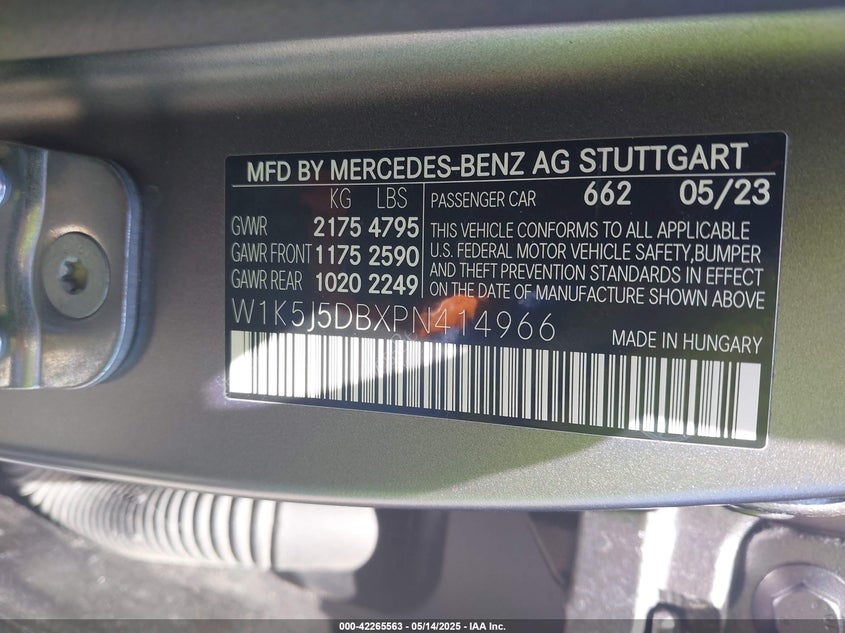 MFD BY MERCEDES-BENZ AG STUTTGART
KG LBS
GVWR 2175 4795
GAWR FRONT 1175 2590
GAWR REAR 1020 2249
PASSENGER CAR 662 05/23
THIS VEHICLE CONFORMS TO ALL APPLICABLE
U.S. FEDERAL MOTOR VEHICLE SAFETY, BUMPER
AND THEFT PREVENTION STANDARDS IN EFFECT
ON THE DATE OF MANUFACTURE SHOWN ABOVE
W1K5J5DBXPN414966
MADE IN HUNGARY
000-42265563 - 05/14/2025 - IAA Inc.